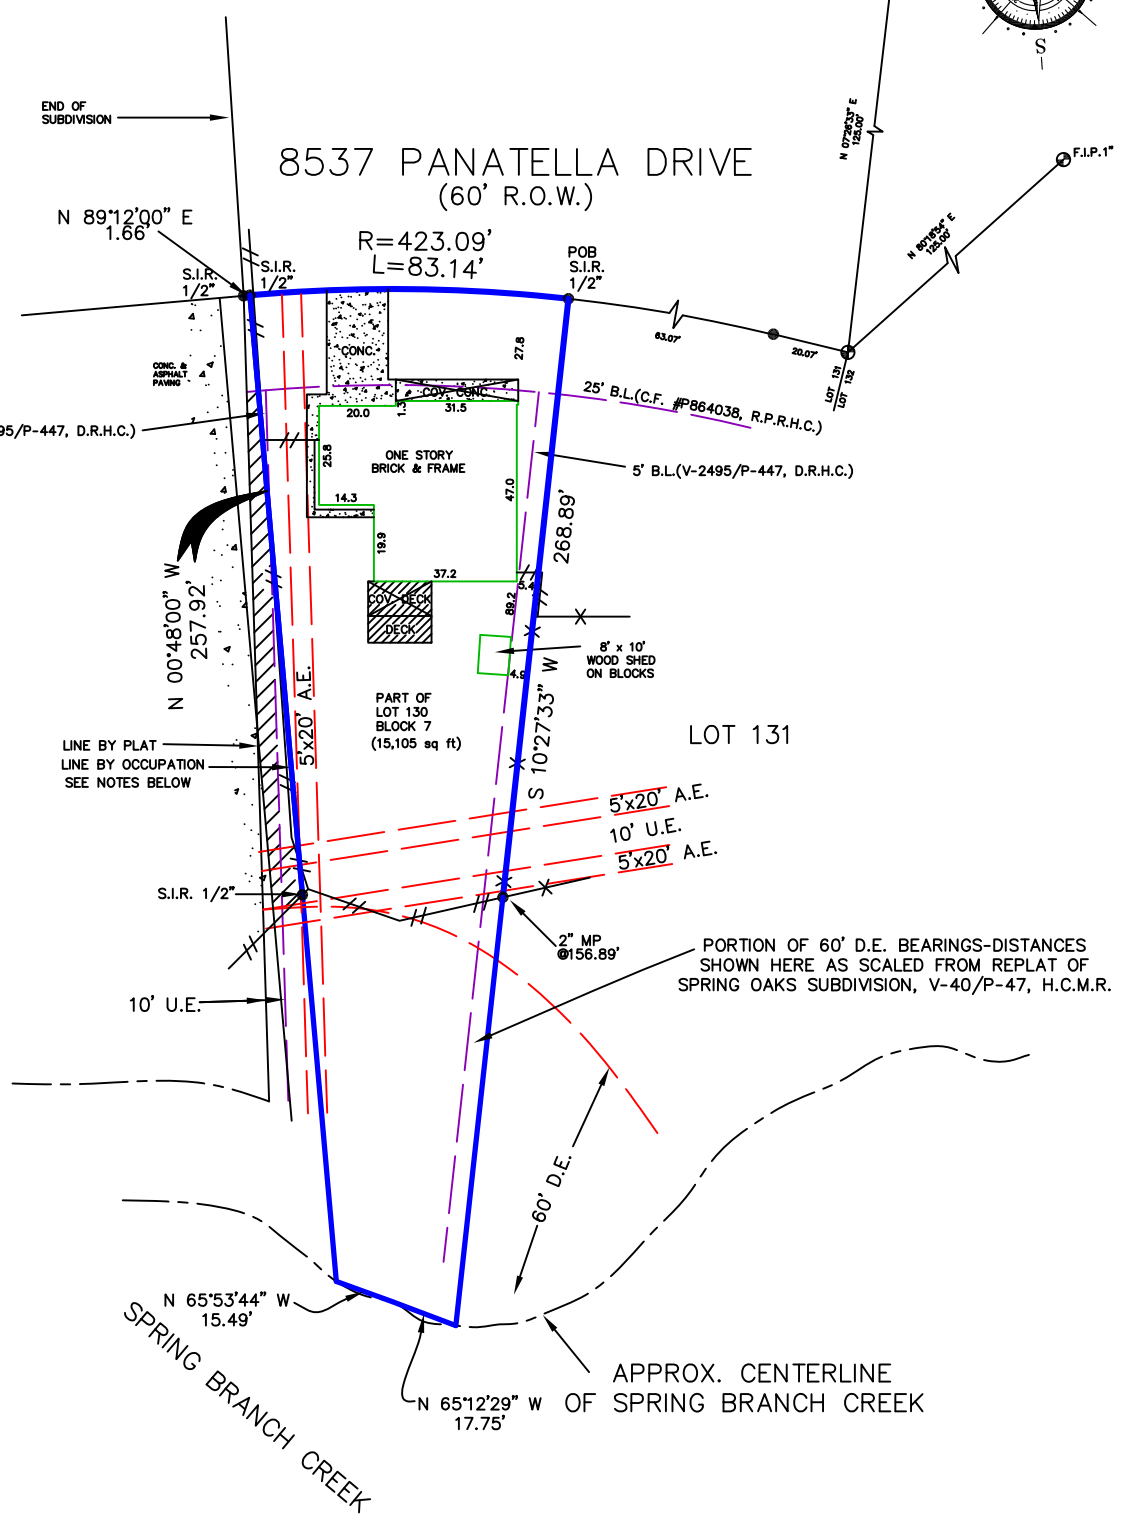 S
END OF
SUBDIVISION
8537 PANATELLA DRIVE
(60' R.O.W.)
N 07°26'33" E
125.00'
F.I.P.1"
N 80°18'54" E
125.00'
N 89°12'00" E
1.66'
R=423.09'
L=83.14'
POB
S.I.R.
1/2"
S.I.R.
1/2"
S.I.R.
1/2"
63.07'
20.07'
LOT 131
LOT 132
CONC.
27.8
CONC. &
ASPHALT
PAVING
COV. CONC.
25' B.L.(C.F. #P864038, R.P.R.H.C.)
20.0
1.3
31.5
95/P-447, D.R.H.C.)
25.8
ONE STORY
BRICK & FRAME
5' B.L.(V-2495/P-447, D.R.H.C.)
47.0
14.3
268.89'
19.9
37.2
5.4
N 00°48'00" W
257.92'
COV. DECK
DECK
89.2
8' x 10'
WOOD SHED
ON BLOCKS
4.9
S 10°27'33" W
5'x20' A.E.
PART OF
LOT 130
BLOCK 7
(15,105 sq ft)
LOT 131
LINE BY PLAT
LINE BY OCCUPATION
SEE NOTES BELOW
5'x20' A.E.
10' U.E.
5'x20' A.E.
S.I.R. 1/2"
2" MP
@156.89'
PORTION OF 60' D.E. BEARINGS-DISTANCES
SHOWN HERE AS SCALED FROM REPLAT OF
SPRING OAKS SUBDIVISION, V-40/P-47, H.C.M.R.
10' U.E.
60' D.E.
N 65°53'44" W
15.49'
SPRING BRANCH CREEK
N 65°12'29" W
17.75'
APPROX. CENTERLINE
OF SPRING BRANCH CREEK